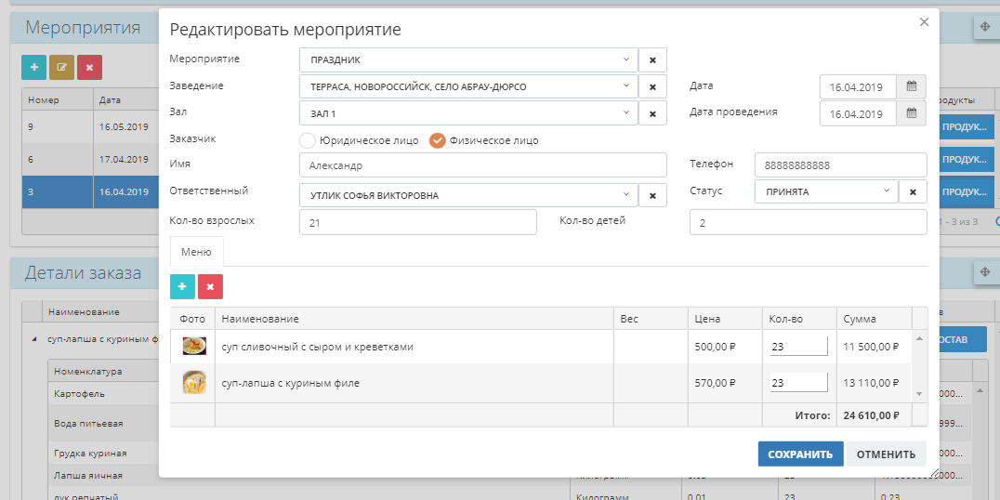 Мероприятия
Номер Дата
9 16.05.2019
6 17.04.2019
3 16.04.2019
ПРОДУК...
ПРОДУК...
ПРОДУК...
- 3 из 3
Редактировать мероприятие
Мероприятие ПРАЗДНИК
Заведение ТЕРРАСА, НОВОРОССИЙСК, СЕЛО АБРАУ-ДЮРСО Дата 16.04.2019
Зал ЗАЛ 1 Дата проведения 16.04.2019
Заказчик Юридическое лицо Физическое лицо
Имя Александр Телефон 88888888888
Ответственный УТЛИК СОФЬЯ ВИКТОРОВНА Статус ПРИНЯТА
Кол-во взрослых 21 Кол-во детей 2
Меню
Фото Наименование Вес Цена Кол-во Сумма
суп сливочный с сыром и креветками 500,00 ₽ 23 11 500,00 ₽
суп-лапша с куриным филе 570,00 ₽ 23 13 110,00 ₽
Итого: 24 610,00 ₽
СОХРАНИТЬ ОТМЕНИТЬ
Детали заказа
Наименование
суп-лапша с куриным ф
Номенклатура
Картофель
Вода питьевая
Грудка куриная
Лапша яичная
лук репчатый Килограмм 0.01 23 0.23